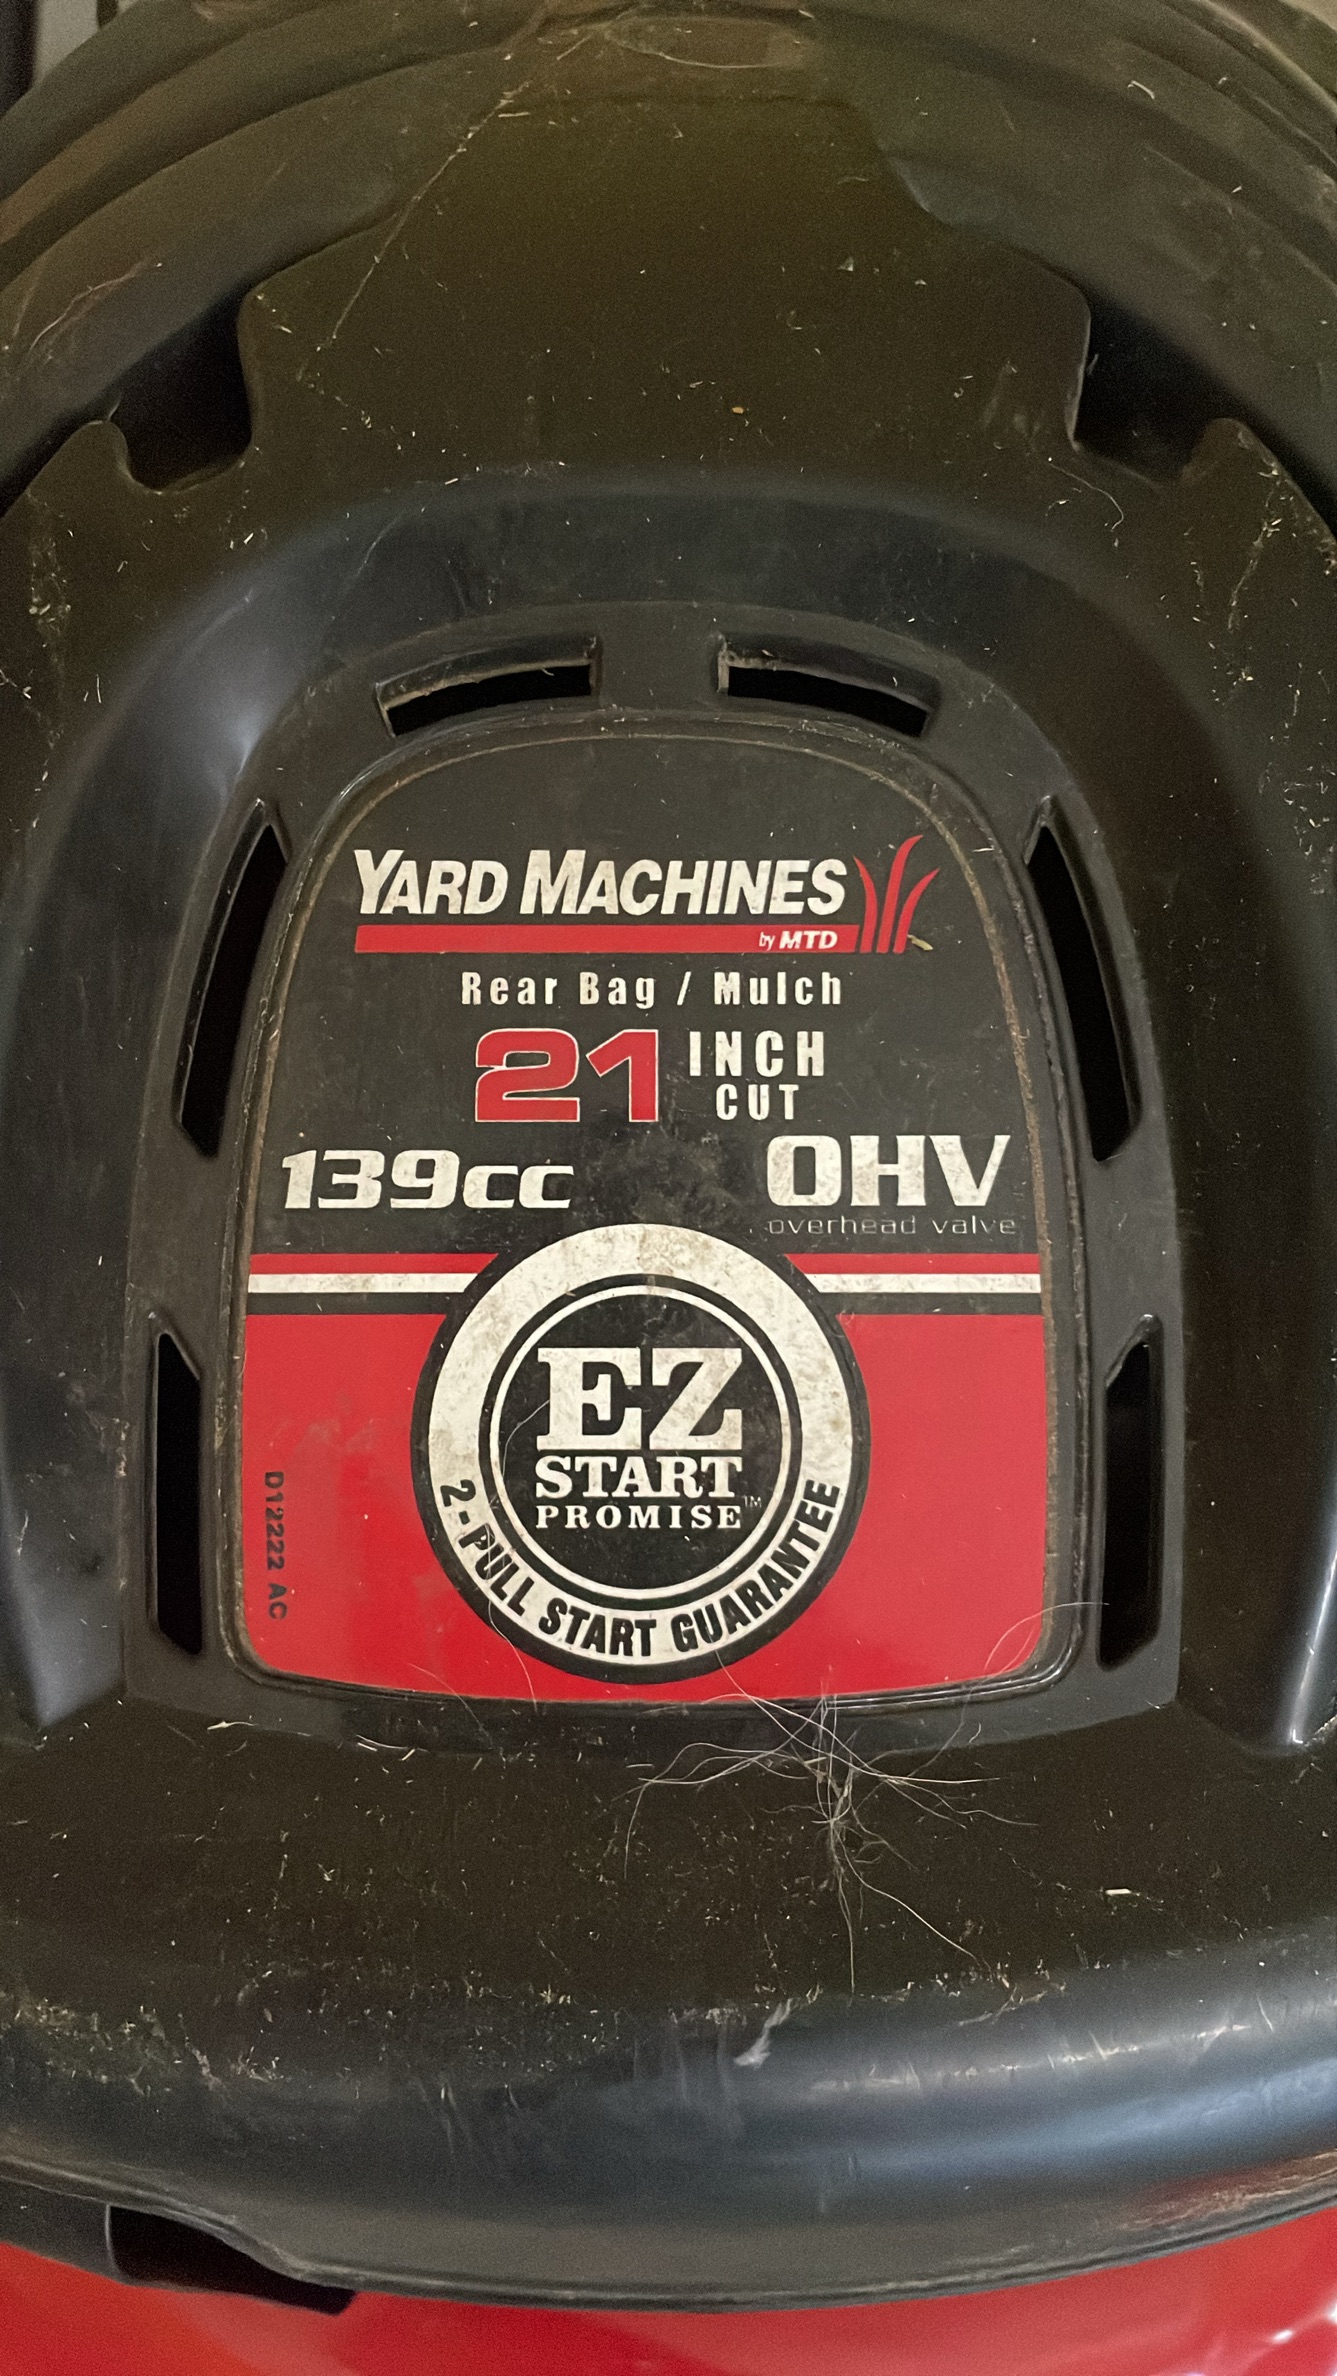 YARD MACHINES
by MTD
Rear Bag / Mulch
21 INCH CUT
139cc OHV
overhead valve
EZ
START
PROMISE™
2-PULL START GUARANTEE
D12222 AC